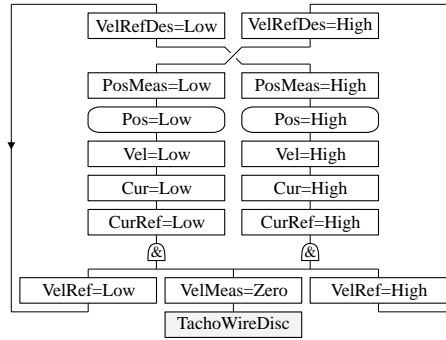 VelRefDes=Low VelRefDes=High
PosMeas=Low PosMeas=High
Pos=Low Pos=High
Vel=Low Vel=High
Cur=Low Cur=High
CurRef=Low CurRef=High
& &
VelRef=Low VelMeas=Zero VelRef=High
TachoWireDisc